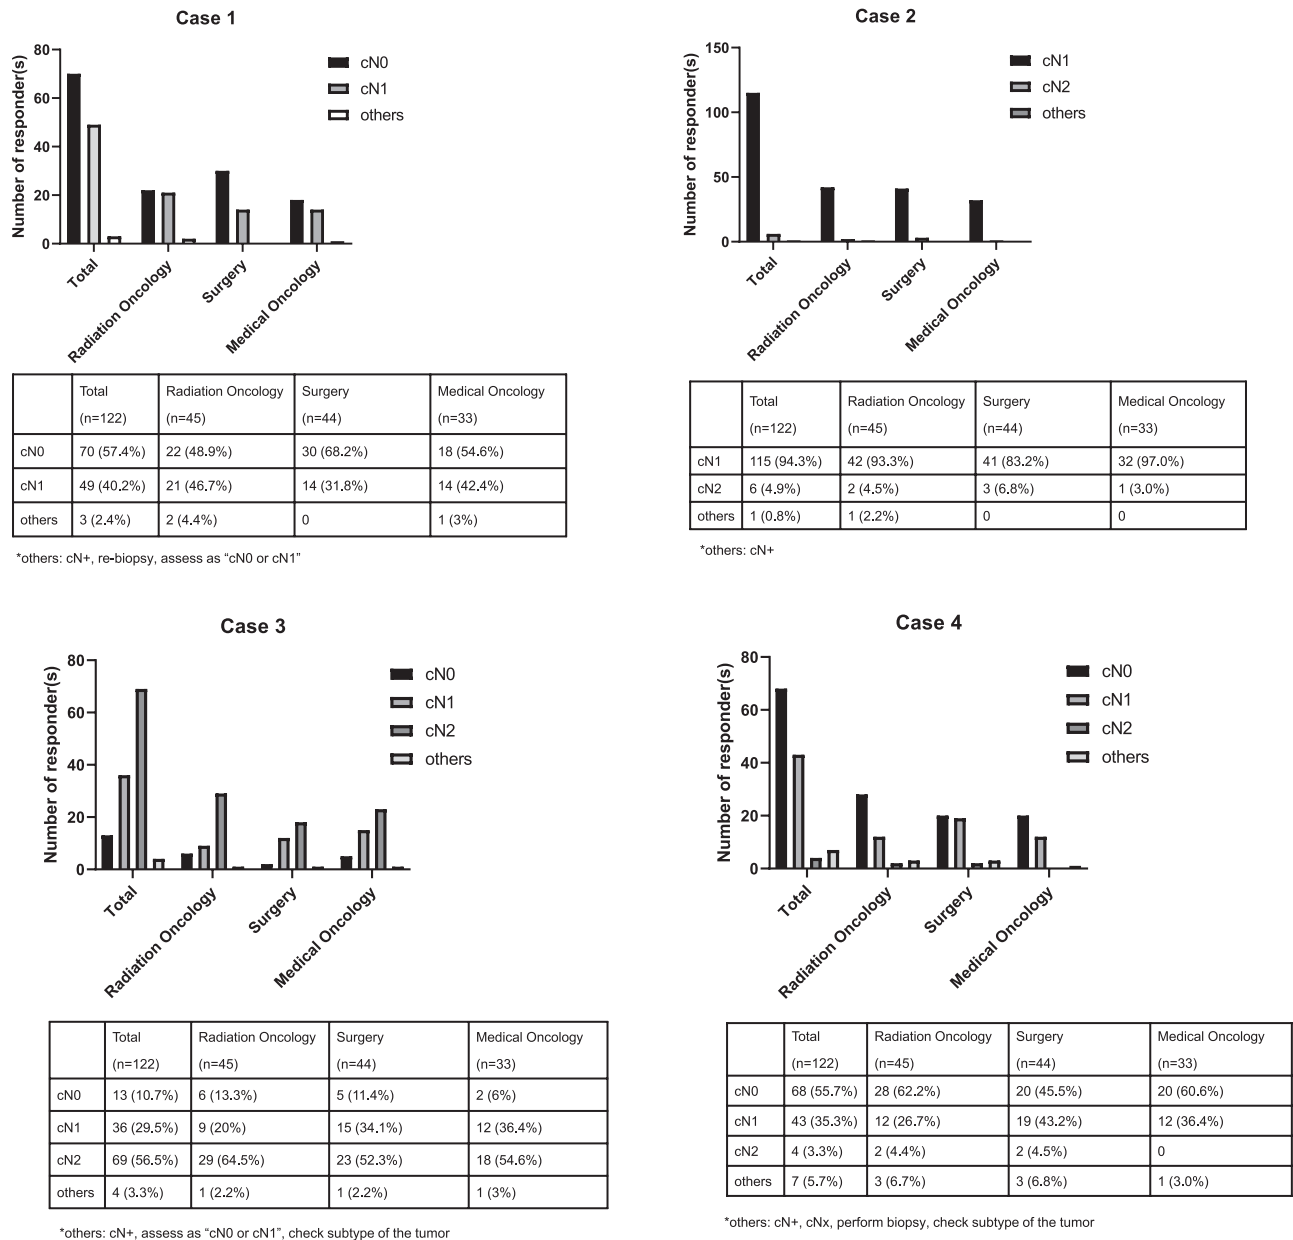 Case 1
Number of responder(s)
80
60
40
20
0
cN0
cN1
others
Total
Radiation Oncology
Surgery
Medical Oncology
Total Radiation Oncology Surgery Medical Oncology
(n=122) (n=45) (n=44) (n=33)
cN0 70 (57.4%) 22 (48.9%) 30 (68.2%) 18 (54.6%)
cN1 49 (40.2%) 21 (46.7%) 14 (31.8%) 14 (42.4%)
others 3 (2.4%) 2 (4.4%) 0 1 (3%)
*others: cN+, re-biopsy, assess as “cN0 or cN1”
Case 2
Number of responder(s)
150
100
50
0
cN1
cN2
others
Total
Radiation Oncology
Surgery
Medical Oncology
Total Radiation Oncology Surgery Medical Oncology
(n=122) (n=45) (n=44) (n=33)
cN1 115 (94.3%) 42 (93.3%) 41 (83.2%) 32 (97.0%)
cN2 6 (4.9%) 2 (4.5%) 3 (6.8%) 1 (3.0%)
others 1 (0.8%) 1 (2.2%) 0 0
*others: cN+
Case 3
Number of responder(s)
80
60
40
20
0
cN0
cN1
cN2
others
Total
Radiation Oncology
Surgery
Medical Oncology
Total Radiation Oncology Surgery Medical Oncology
(n=122) (n=45) (n=44) (n=33)
cN0 13 (10.7%) 6 (13.3%) 5 (11.4%) 2 (6%)
cN1 36 (29.5%) 9 (20%) 15 (34.1%) 12 (36.4%)
cN2 69 (56.5%) 29 (64.5%) 23 (52.3%) 18 (54.6%)
others 4 (3.3%) 1 (2.2%) 1 (2.2%) 1 (3%)
*others: cN+, assess as “cN0 or cN1”, check subtype of the tumor
Case 4
Number of responder(s)
80
60
40
20
0
cN0
cN1
cN2
others
Total
Radiation Oncology
Surgery
Medical Oncology
Total Radiation Oncology Surgery Medical Oncology
(n=122) (n=45) (n=44) (n=33)
cN0 68 (55.7%) 28 (62.2%) 20 (45.5%) 20 (60.6%)
cN1 43 (35.3%) 12 (26.7%) 19 (43.2%) 12 (36.4%)
cN2 4 (3.3%) 2 (4.4%) 2 (4.5%) 0
others 7 (5.7%) 3 (6.7%) 3 (6.8%) 1 (3.0%)
*others: cN+, cNx, perform biopsy, check subtype of the tumor